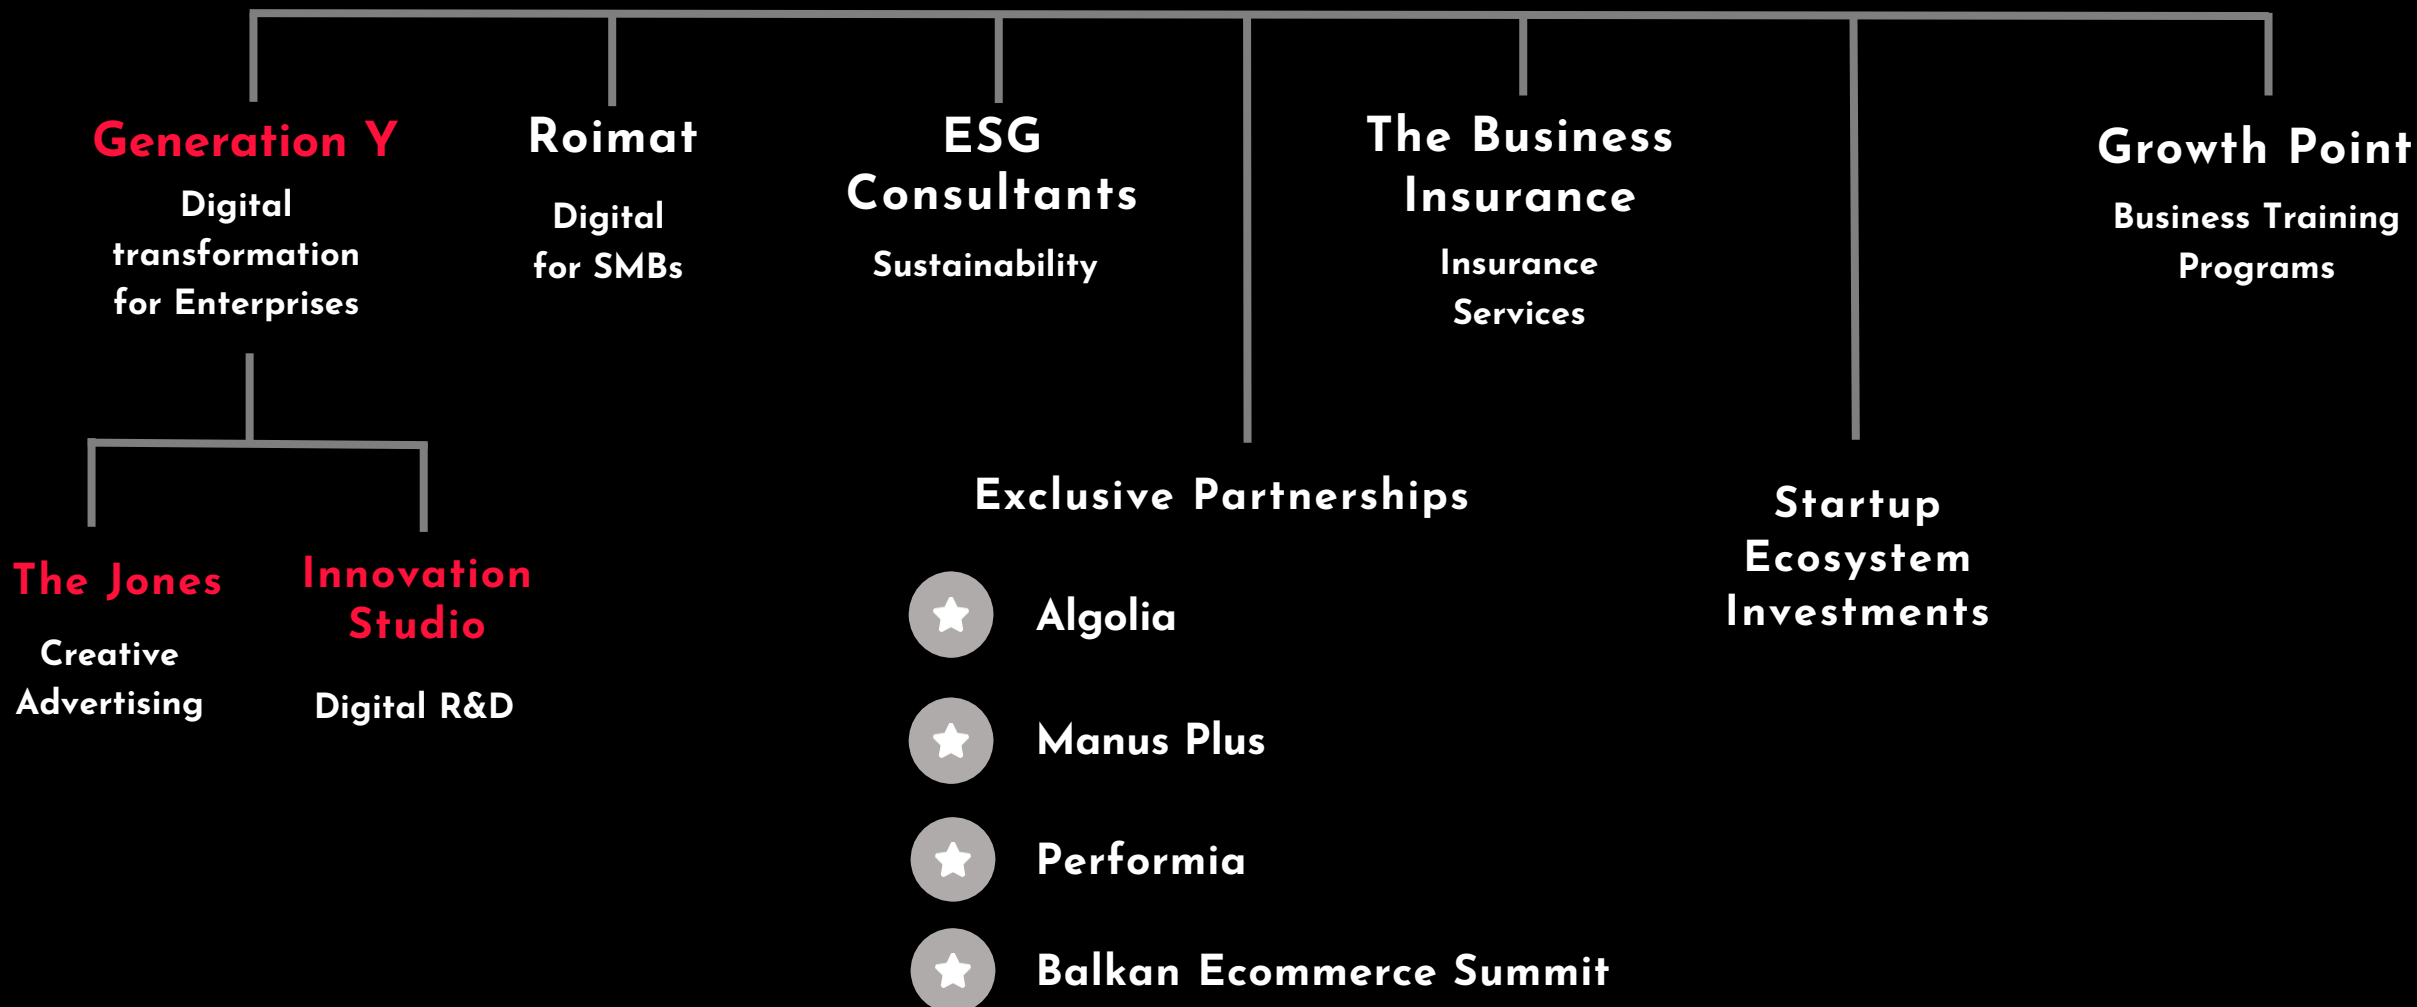 Generation Y
Digital
transformation
for Enterprises
Roimat
Digital
for SMBs
ESG
Consultants
Sustainability
The Business
Insurance
Insurance
Services
Growth Point
Business Training
Programs
The Jones
Creative
Advertising
Innovation
Studio
Digital R&D
Exclusive Partnerships
Algolia
Manus Plus
Performia
Balkan Ecommerce Summit
Startup
Ecosystem
Investments